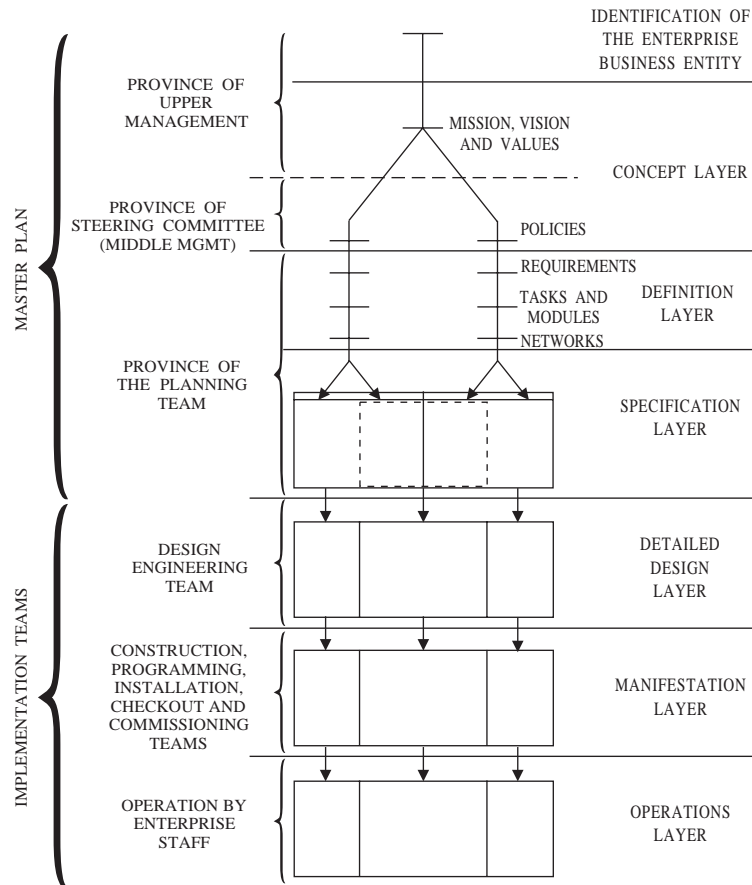 IDENTIFICATION OF
THE ENTERPRISE
BUSINESS ENTITY
PROVINCE OF
UPPER
MANAGEMENT
MISSION, VISION
AND VALUES
CONCEPT LAYER
PROVINCE OF
STEERING COMMITTEE
(MIDDLE MGMT)
POLICIES
MASTER PLAN
REQUIREMENTS
TASKS AND
MODULES
DEFINITION
LAYER
NETWORKS
PROVINCE OF
THE PLANNING
TEAM
SPECIFICATION
LAYER
DESIGN
ENGINEERING
TEAM
DETAILED
DESIGN
LAYER
IMPLEMENTATION TEAMS
CONSTRUCTION,
PROGRAMMING,
INSTALLATION,
CHECKOUT AND
COMMISSIONING
TEAMS
MANIFESTATION
LAYER
OPERATION BY
ENTERPRISE
STAFF
OPERATIONS
LAYER